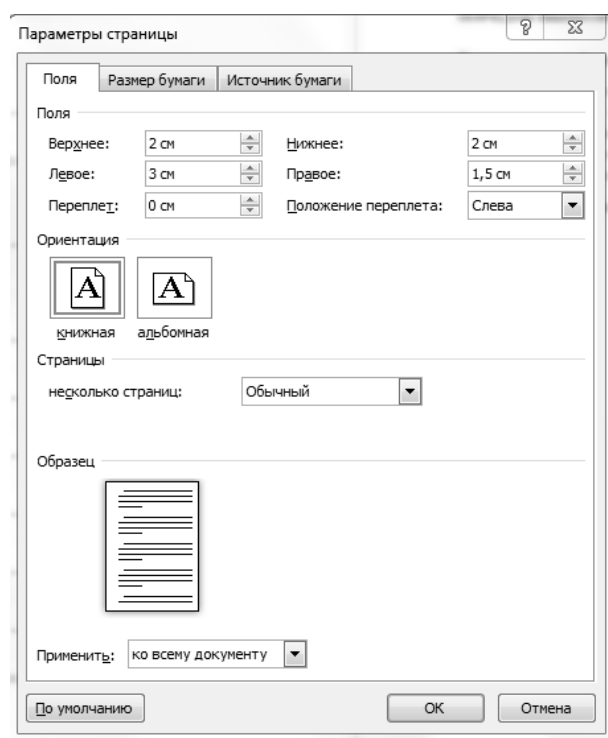 Параметры страницы
Поля Размер бумаги Источник бумаги
Поля
Верхнее: 2 см Нижнее: 2 см
Левое: 3 см Правое: 1,5 см
Переплет: 0 см Положение переплета: Слева
Ориентация
A A
книжная альбомная
Страницы
несколько страниц: Обычный
Образец
Применить: ко всему документу
По умолчанию ОК Отмена